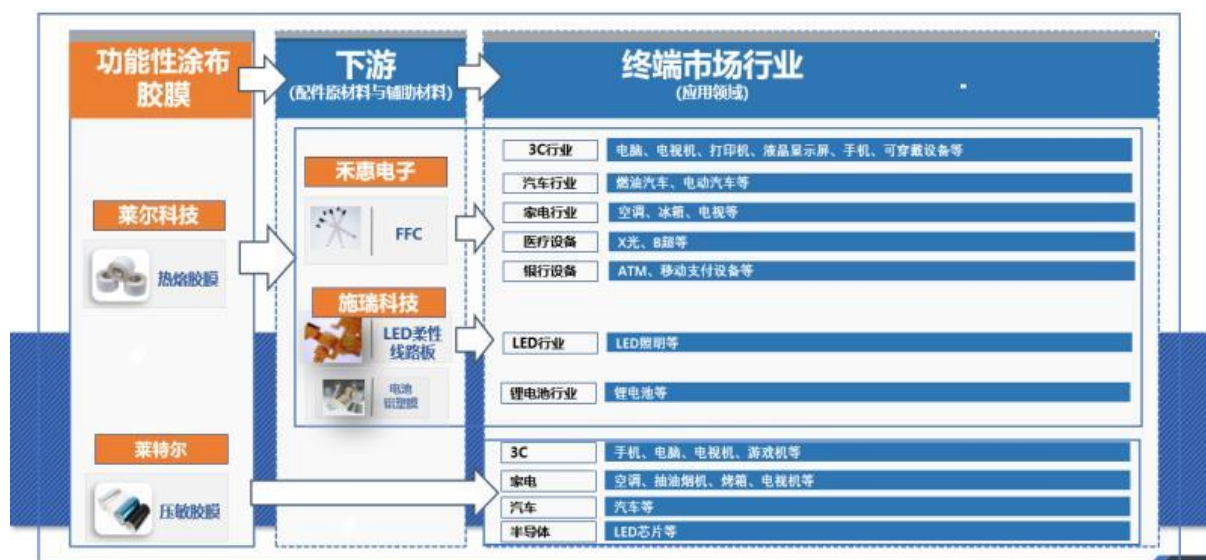 功能性涂布
胶膜
下游
(配件原材料与辅助材料)
终端市场行业
(应用领域)
莱尔科技
热熔胶膜
禾惠电子
FFC
施瑞科技
LED柔性
线路板
电池
铝塑膜
3C行业
电脑、电视机、打印机、液晶显示屏、手机、可穿戴设备等
汽车行业
燃油汽车、电动汽车等
家电行业
空调、冰箱、电视等
医疗设备
X光、B超等
银行设备
ATM、移动支付设备等
LED行业
LED照明等
锂电池行业
锂电池等
莱特尔
压敏胶膜
3C
手机、电脑、电视机、游戏机等
家电
空调、抽油烟机、烤箱、电视机等
汽车
汽车等
半导体
LED芯片等